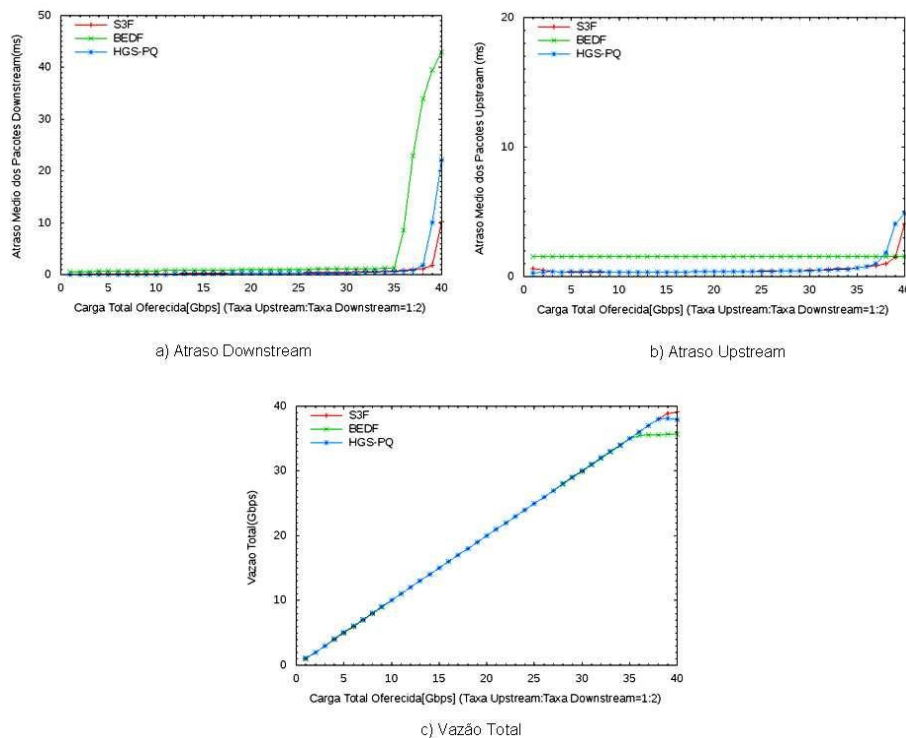 50
40
30
20
10
0
Atraso Medio dos Pacotes Downstream(ms)
S3F
BEDF
HGS-PQ
0 5 10 15 20 25 30 35 40
Carga Total Oferecida[Gbps] (Taxa Upstream:Taxa Downstream=1:2)
a) Atraso Downstream
20
15
10
5
0
Atraso Medio dos Pacotes Upstream (ms)
S3F
BEDF
HGS-PQ
0 5 10 15 20 25 30 35 40
Carga Total Oferecida[Gbps] (Taxa Upstream:Taxa Downstream=1:2)
b) Atraso Upstream
40
30
20
10
0
Vazao Total(Gbps)
S3F
BEDF
HGS-PQ
0 5 10 15 20 25 30 35 40
Carga Total Oferecida[Gbps] (Taxa Upstream:Taxa Downstream=1:2)
c) Vazão Total